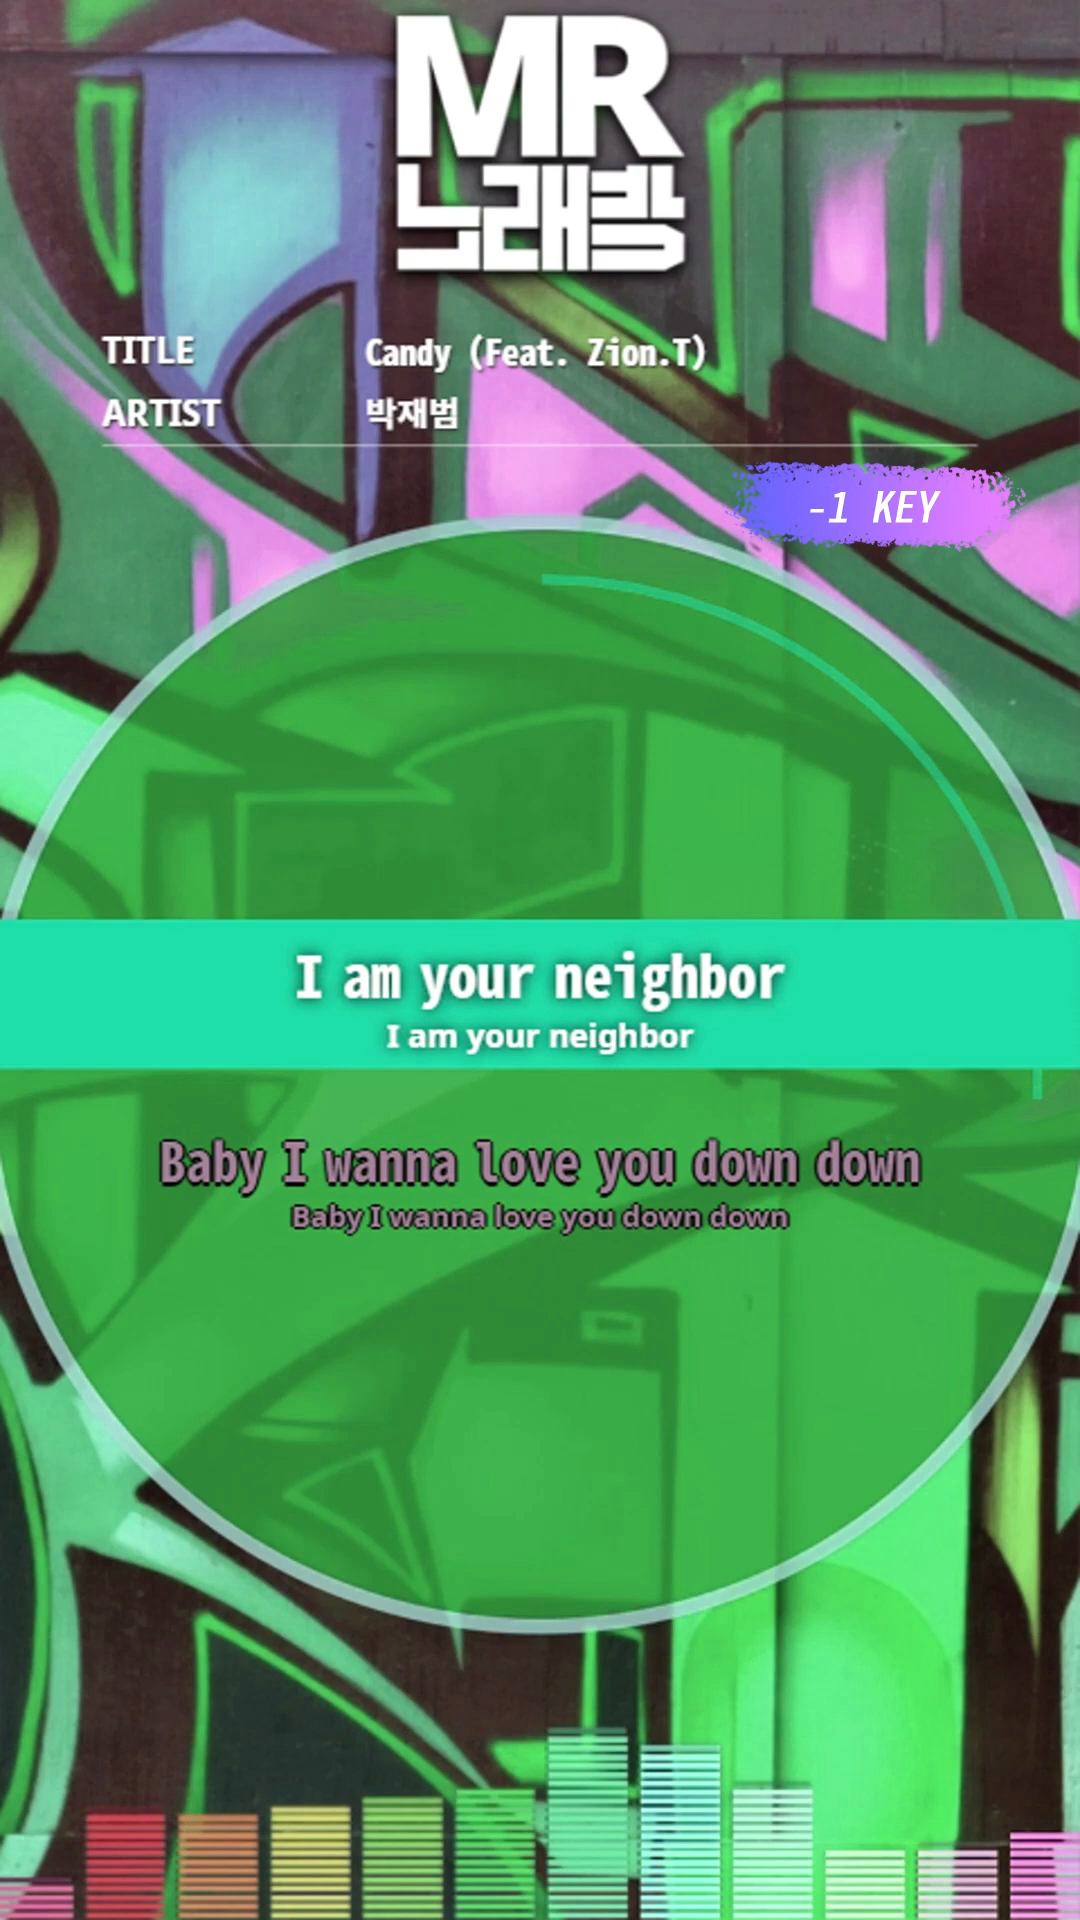 MR
노래방
TITLE Candy (Feat. Zion.T)
ARTIST 박재범
-1 KEY
I am your neighbor
I am your neighbor
Baby I wanna love you down down
Baby I wanna love you down down